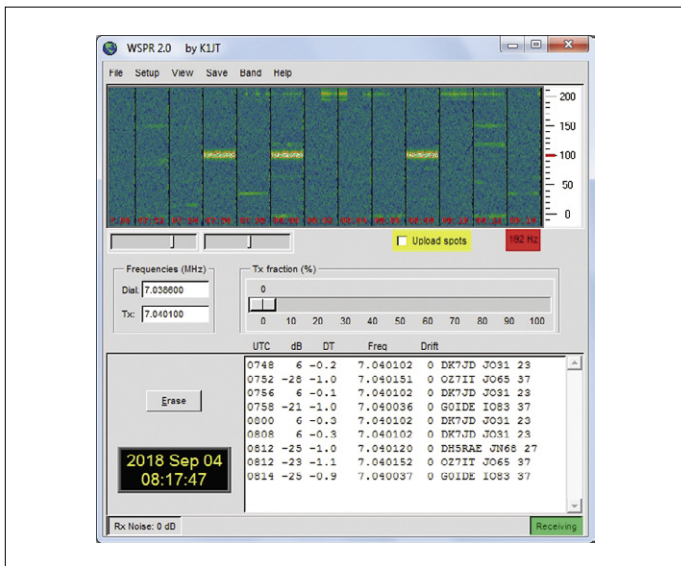 WSPR 2.0 by K1JT
File Setup View Save Band Help
200
150
100
50
0
Upload spots
192 Hz
Frequencies (MHz)
Dial: 7.038600
Tx: 7.040100
Tx fraction (%)
0
0 10 20 30 40 50 60 70 80 90 100
UTC dB DT Freq Drift
0748 6 -0.2 7.040102 0 DK7JD JO31 23
0752 -28 -1.0 7.040151 0 OZ7IT JO65 37
0756 6 -0.1 7.040102 0 DK7JD JO31 23
0758 -21 -1.0 7.040036 0 G0IDE IO83 37
0800 6 -0.3 7.040102 0 DK7JD JO31 23
0808 6 -0.3 7.040102 0 DK7JD JO31 23
0812 -25 -1.0 7.040120 0 DH5RAE JN68 27
0812 -23 -1.1 7.040152 0 OZ7IT JO65 37
0814 -25 -0.9 7.040037 0 G0IDE IO83 37
Erase
2018 Sep 04
08:17:47
Rx Noise: 0 dB
Receiving